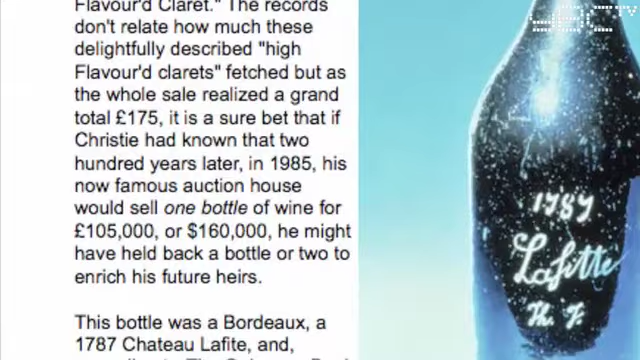 Flavour'd Claret." The records
don't relate how much these
delightfully described "high
Flavour'd clarets" fetched but as
the whole sale realized a grand
total £175, it is a sure bet that if
Christie had known that two
hundred years later, in 1985, his
now famous auction house
would sell one bottle of wine for
£105,000, or $160,000, he might
have held back a bottle or two to
enrich his future heirs.
This bottle was a Bordeaux, a
1787 Chateau Lafite, and,
1787
Lafitte
Th. J.